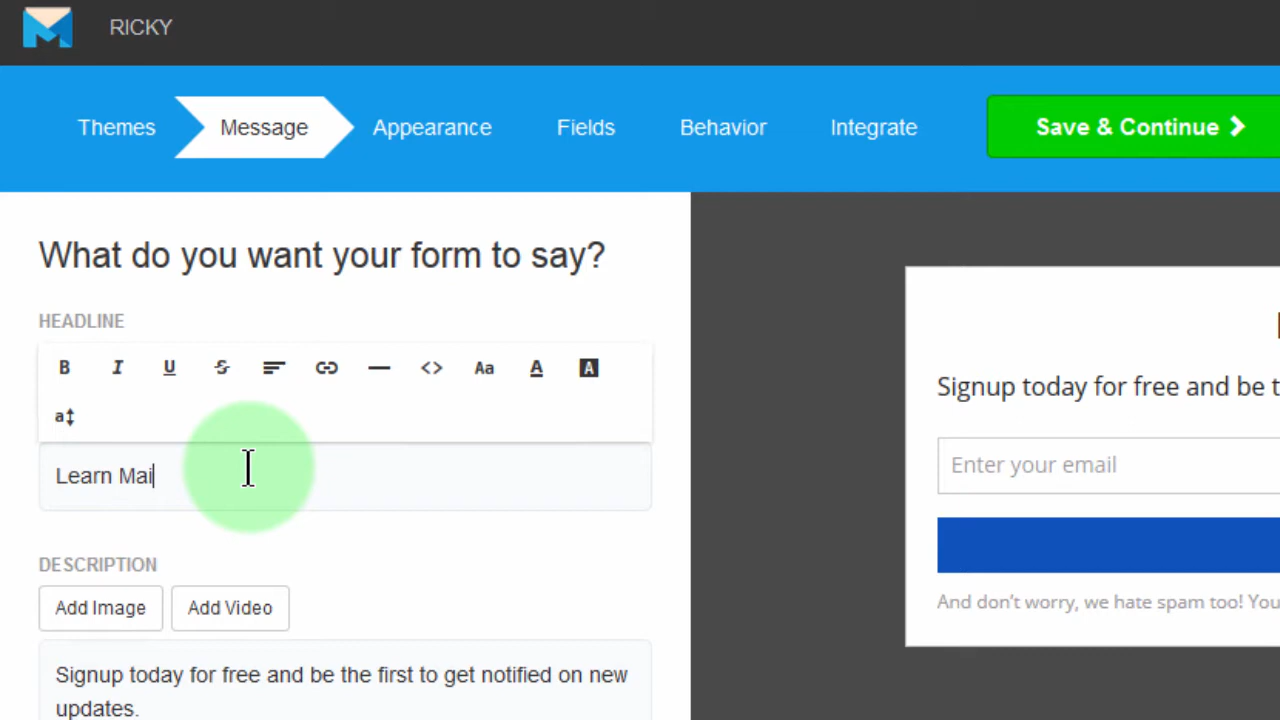 RICKY
Themes
Message
Appearance
Fields
Behavior
Integrate
Save & Continue
What do you want your form to say?
HEADLINE
B I U S Aa A A
a
Learn Mai
DESCRIPTION
Add Image
Add Video
Signup today for free and be the first to get notified on new
updates.
Signup today for free and be t
Enter your email
And don't worry, we hate spam too! You